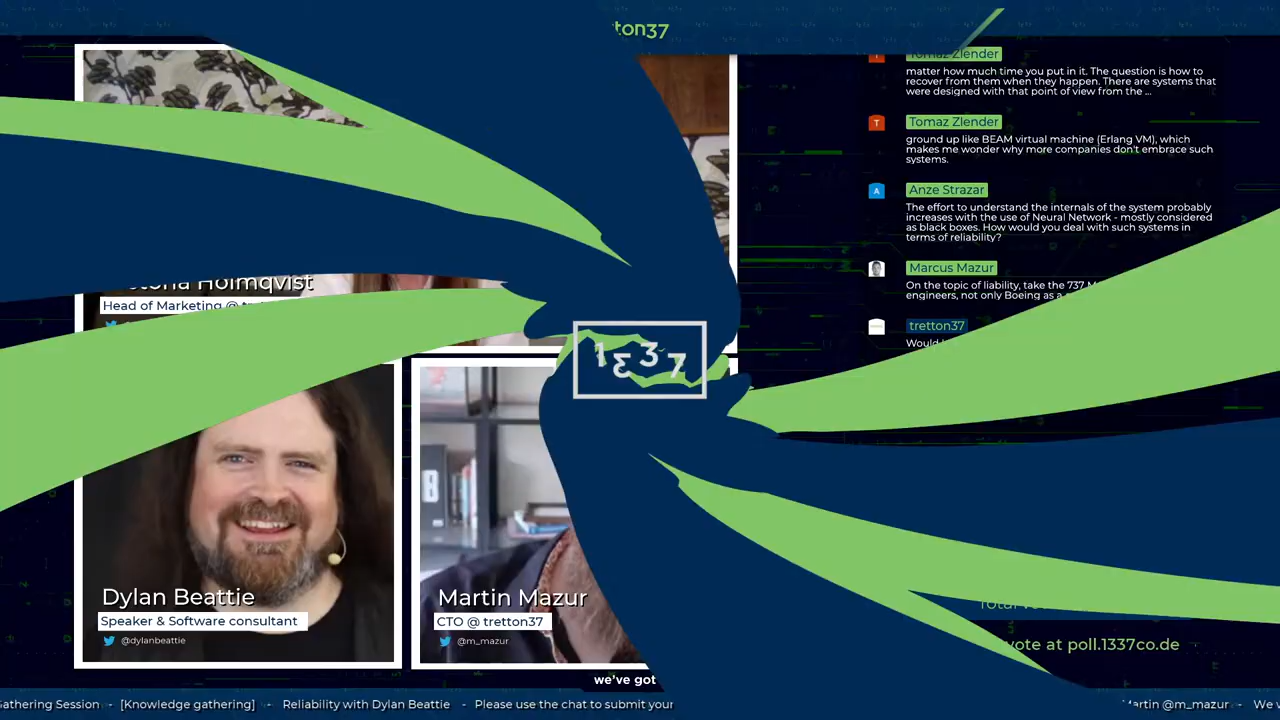 tton37
Holmqvist
Head of Marketing @
Dylan Beattie
Speaker & Software consultant
@dylanbeattie
Martin Mazur
CTO @ tretton37
@m_mazur
1337
Tomaz Zlender
matter how much time you put in it. The question is how to
recover from them when they happen. There are systems that
were designed with that point of view from the ...
Tomaz Zlender
ground up like BEAM virtual machine (Erlang VM), which
makes me wonder why more companies don't embrace such
systems.
Anze Strazar
The effort to understand the internals of the system probably
increases with the use of Neural Network - mostly considered
as black boxes. How would you deal with such systems in
terms of reliability?
Marcus Mazur
On the topic of liability, take the 737
engineers, not only Boeing as a
tretton37
Would
vote at poll.1337co.de
we've got
Gathering Session - [Knowledge gathering] - Reliability with Dylan Beattie - Please use the chat to submit your
Martin @m_mazur - We